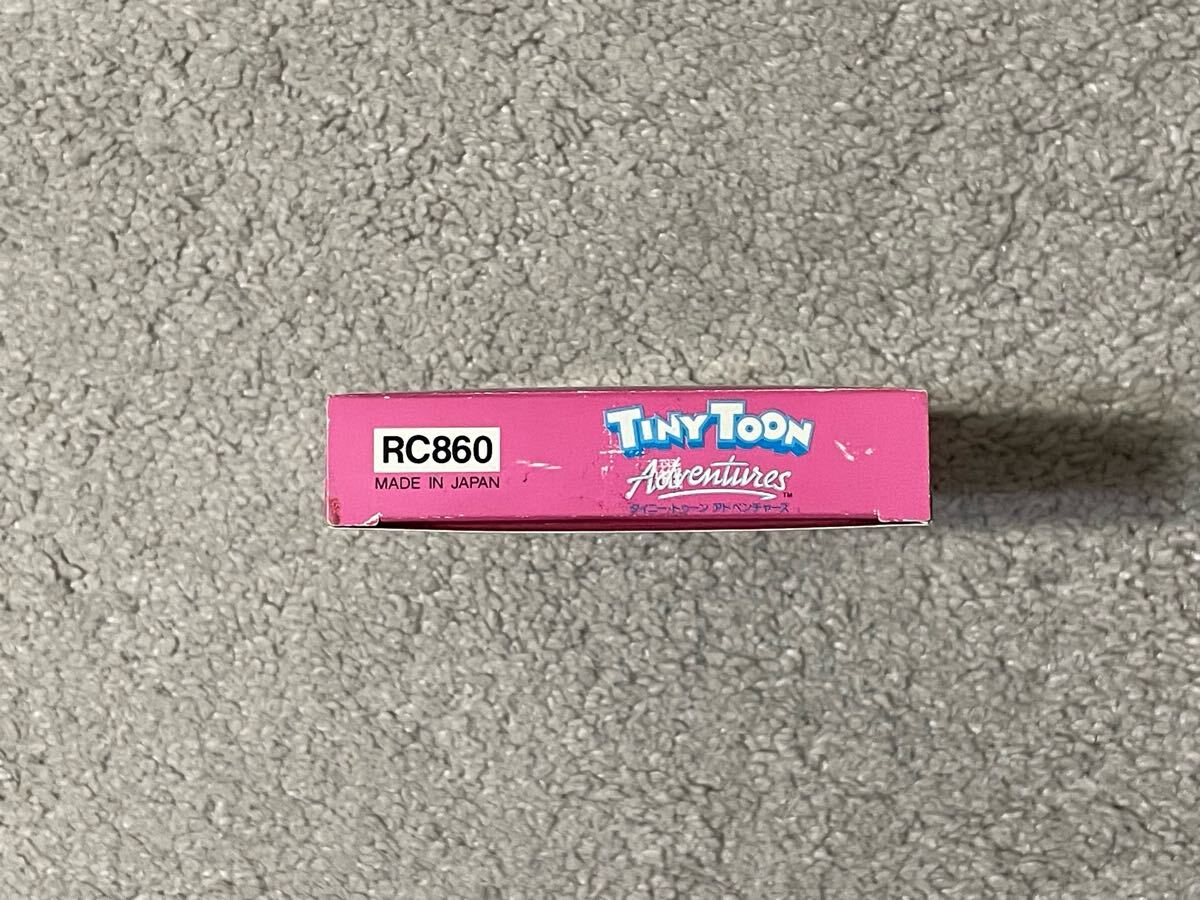 RC860
MADE IN JAPAN
TINY TOON
Adventures
TM
タイニー・トゥーン アドベンチャーズ